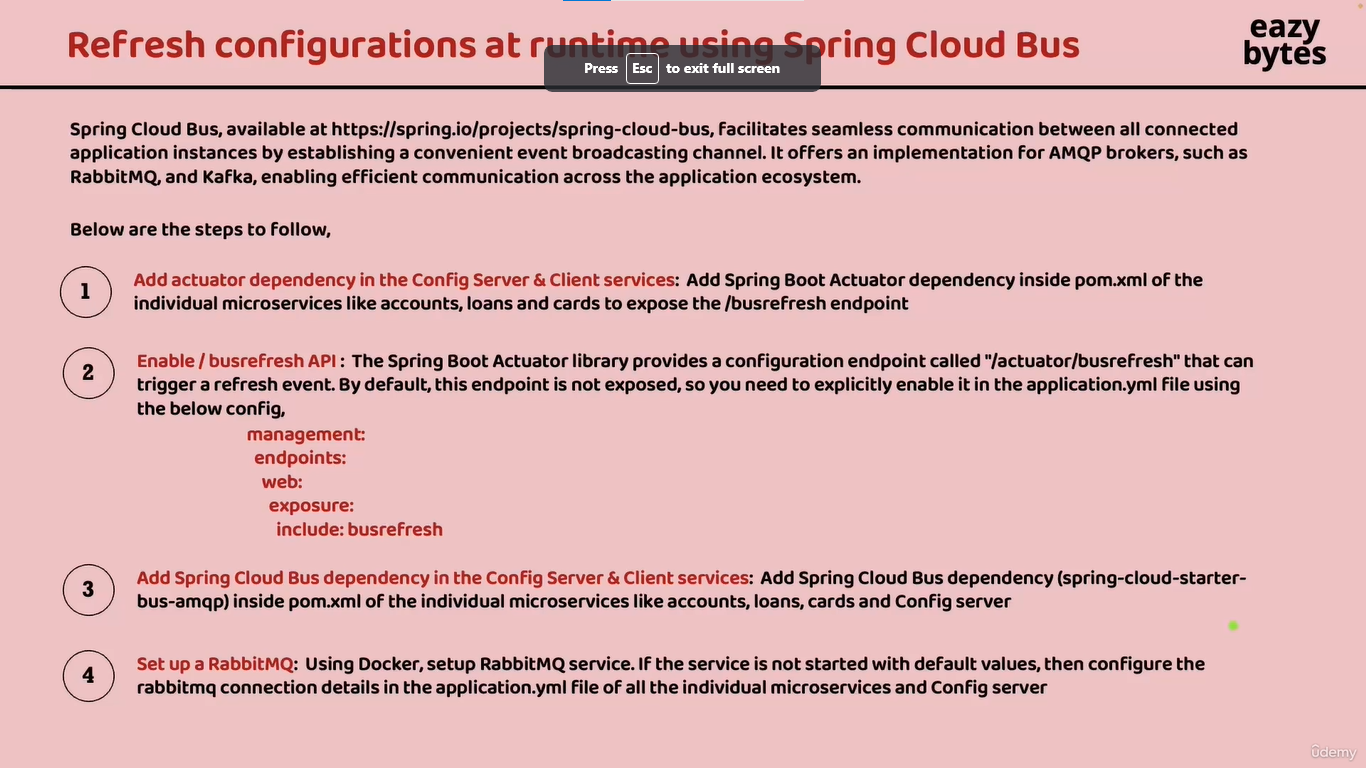 Refresh configurations at runtime using Spring Cloud Bus
eazy
bytes
Press Esc to exit full screen
Spring Cloud Bus, available at https://spring.io/projects/spring-cloud-bus, facilitates seamless communication between all connected
application instances by establishing a convenient event broadcasting channel. It offers an implementation for AMQP brokers, such as
RabbitMQ, and Kafka, enabling efficient communication across the application ecosystem.
Below are the steps to follow,
1
Add actuator dependency in the Config Server & Client services: Add Spring Boot Actuator dependency inside pom.xml of the
individual microservices like accounts, loans and cards to expose the /busrefresh endpoint
2
Enable / busrefresh API : The Spring Boot Actuator library provides a configuration endpoint called "/actuator/busrefresh" that can
trigger a refresh event. By default, this endpoint is not exposed, so you need to explicitly enable it in the application.yml file using
the below config,
management:
endpoints:
web:
exposure:
include: busrefresh
3
Add Spring Cloud Bus dependency in the Config Server & Client services: Add Spring Cloud Bus dependency (spring-cloud-starter-
bus-amqp) inside pom.xml of the individual microservices like accounts, loans, cards and Config server
4
Set up a RabbitMQ: Using Docker, setup RabbitMQ service. If the service is not started with default values, then configure the
rabbitmq connection details in the application.yml file of all the individual microservices and Config server
ûdemy